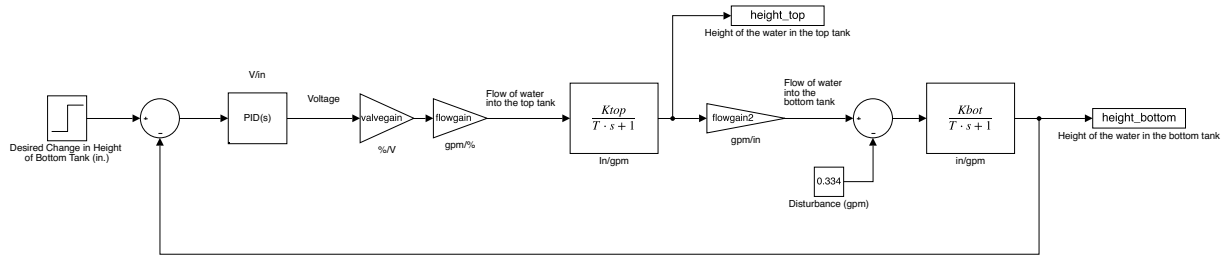 height_top
Height of the water in the top tank
V/in
Voltage
Flow of water
into the top tank
Flow of water
into the
bottom tank
Desired Change in Height
of Bottom Tank (in.)
+
−
PID(s)
valvegain
%/V
flowgain
gpm/%
Ktop
T · s + 1
In/gpm
flowgain2
gpm/in
+
−
0.334
Disturbance (gpm)
Kbot
T · s + 1
in/gpm
height_bottom
Height of the water in the bottom tank